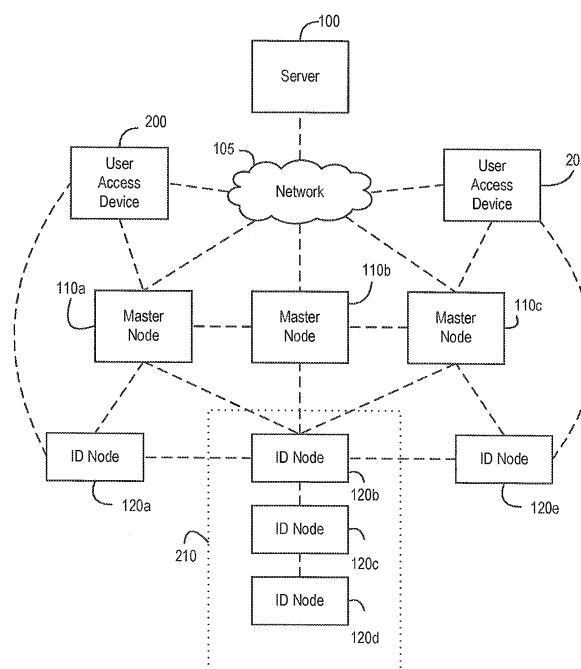 100
Server
200
User
Access
Device
105
Network
User
Access
Device
20
110a
Master
Node
110b
Master
Node
110c
Master
Node
ID Node
120a
ID Node
120b
ID Node
120e
210
ID Node
120c
ID Node
120d